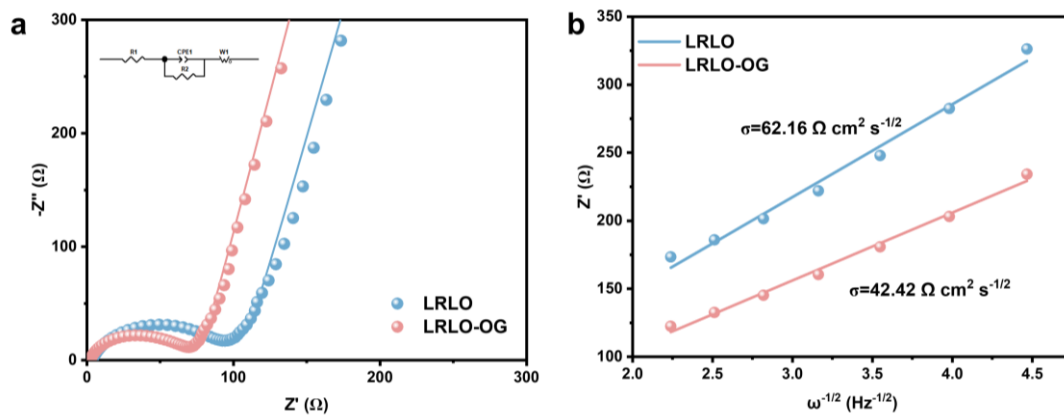 a
300
200
100
0
-Z'' (Ω)
R1
CPE1
W1
R2
LRLO
LRLO-OG
0
100
200
300
Z' (Ω)
b
350
300
250
200
150
100
Z' (Ω)
LRLO
LRLO-OG
σ=62.16 Ω cm² s⁻¹/²
σ=42.42 Ω cm² s⁻¹/²
2.0
2.5
3.0
3.5
4.0
4.5
ω⁻¹/² (Hz⁻¹/²)